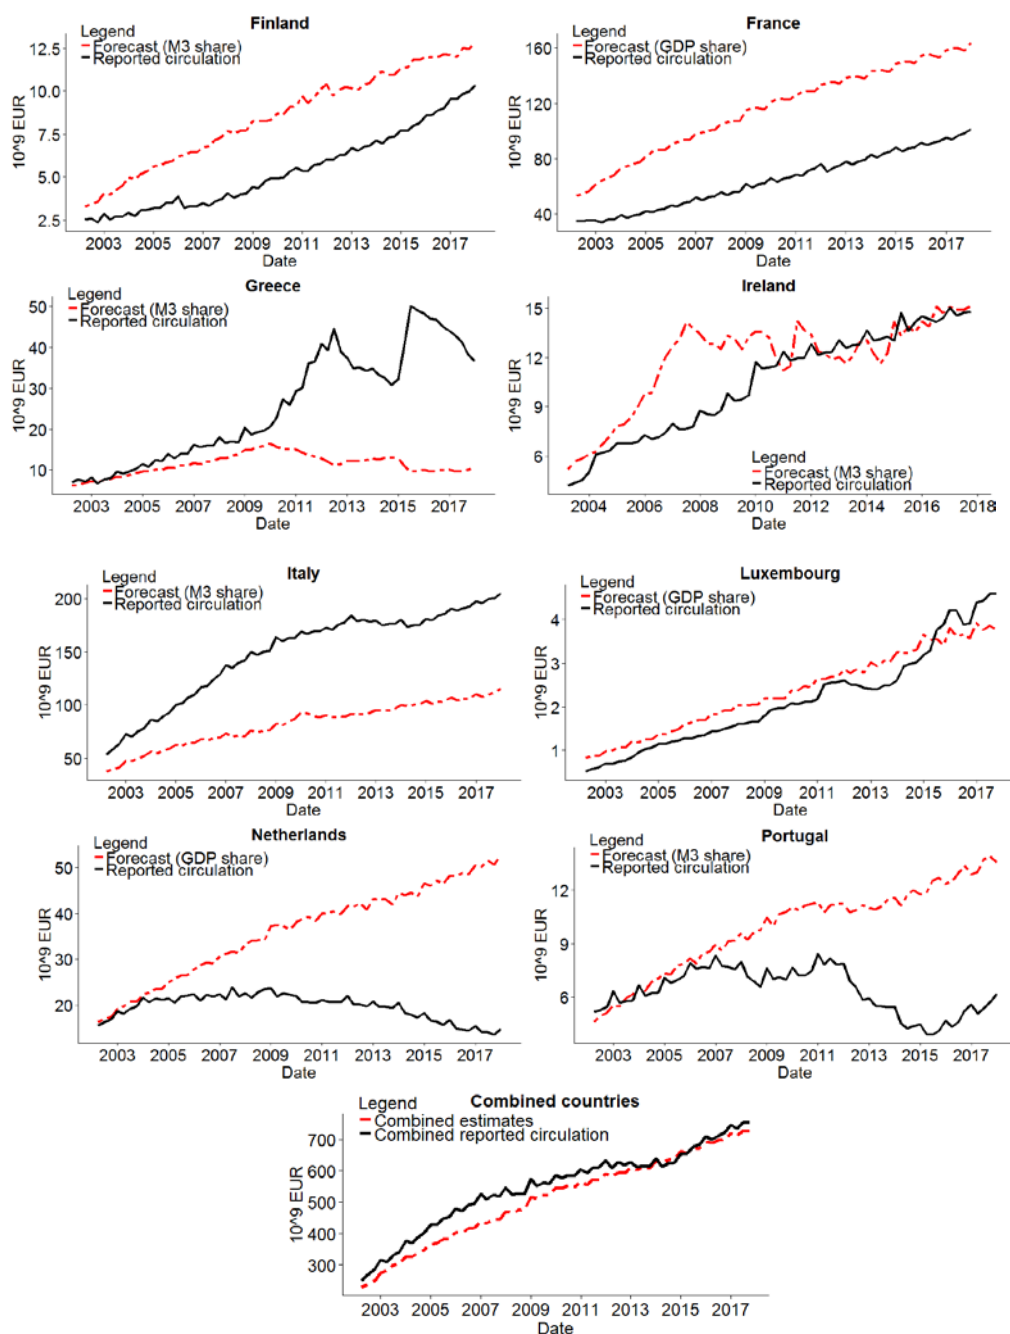 Finland
Legend
Forecast (M3 share)
Reported circulation
12.5
10.0
7.5
5.0
2.5
10^9 EUR
2003 2005 2007 2009 2011 2013 2015 2017
Date
France
Legend
Forecast (GDP share)
Reported circulation
160
120
80
40
10^9 EUR
2003 2005 2007 2009 2011 2013 2015 2017
Date
Greece
Legend
Forecast (M3 share)
Reported circulation
50
40
30
20
10
10^9 EUR
2003 2005 2007 2009 2011 2013 2015 2017
Date
Ireland
15
12
9
6
10^9 EUR
Legend
Forecast (M3 share)
Reported circulation
2004 2006 2008 2010 2012 2014 2016 2018
Date
Italy
Legend
Forecast (M3 share)
Reported circulation
200
150
100
50
10^9 EUR
2003 2005 2007 2009 2011 2013 2015 2017
Date
Luxembourg
Legend
Forecast (GDP share)
Reported circulation
4
3
2
1
10^9 EUR
2003 2005 2007 2009 2011 2013 2015 2017
Date
Netherlands
Legend
Forecast (GDP share)
Reported circulation
50
40
30
20
10^9 EUR
2003 2005 2007 2009 2011 2013 2015 2017
Date
Portugal
Legend
Forecast (M3 share)
Reported circulation
12
9
6
10^9 EUR
2003 2005 2007 2009 2011 2013 2015 2017
Date
Combined countries
Legend
Combined estimates
Combined reported circulation
700
600
500
400
300
10^9 EUR
2003 2005 2007 2009 2011 2013 2015 2017
Date